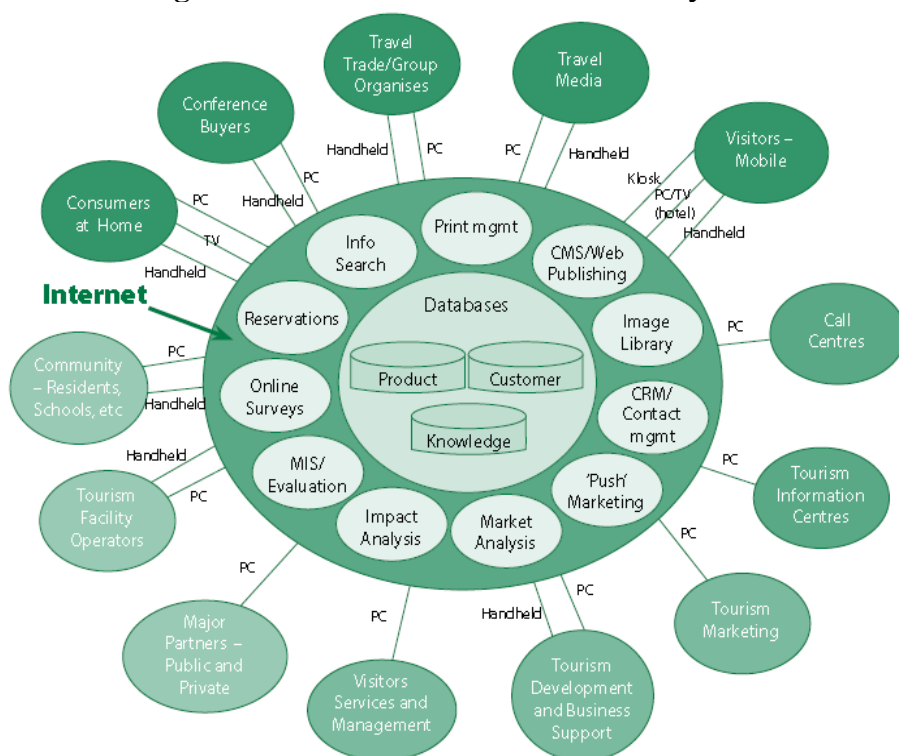 Travel
Trade/Group
Organises
Travel
Media
Conference
Buyers
Visitors –
Mobile
Consumers
at Home
Handheld
PC
PC
Handheld
PC
Handheld
Kiosk
PC/TV
(hotel)
Handheld
PC
TV
Handheld
Internet
Print mgmt
Info
Search
CMS/Web
Publishing
Reservations
Databases
Image
Library
Product
Customer
Knowledge
Online
Surveys
CRM/
Contact
mgmt
MIS/
Evaluation
'Push'
Marketing
Impact
Analysis
Market
Analysis
PC
Call
Centres
PC
Handheld
Community
– Residents,
Schools, etc
Handheld
PC
Tourism
Facility
Operators
PC
Tourism
Information
Centres
PC
Tourism
Marketing
PC
Major
Partners –
Public and
Private
PC
Visitors
Services and
Management
Handheld
PC
Tourism
Development
and Business
Support